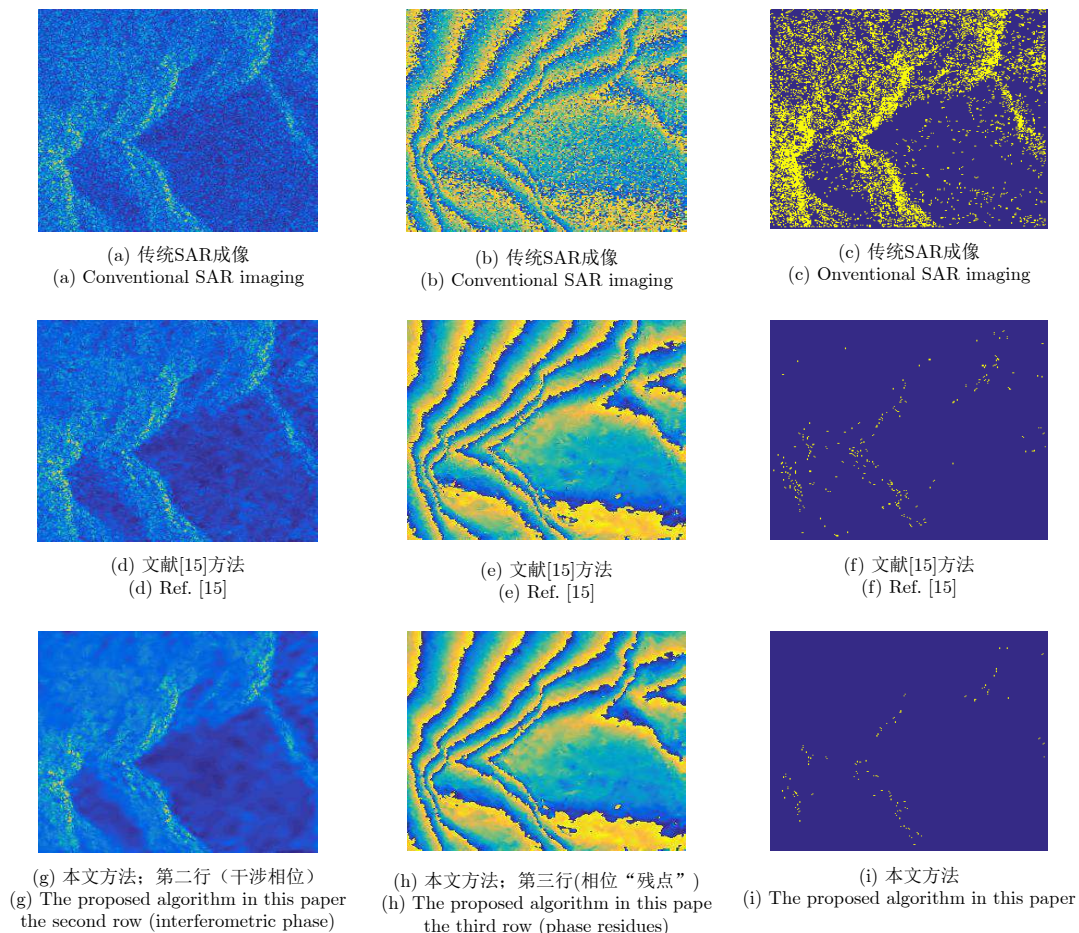 (a) 传统SAR成像
(a) Conventional SAR imaging
(b) 传统SAR成像
(b) Conventional SAR imaging
(c) 传统SAR成像
(c) Onventional SAR imaging
(d) 文献[15]方法
(d) Ref. [15]
(e) 文献[15]方法
(e) Ref. [15]
(f) 文献[15]方法
(f) Ref. [15]
(g) 本文方法；第二行（干涉相位）
(g) The proposed algorithm in this paper
the second row (interferometric phase)
(h) 本文方法；第三行(相位“残点”)
(h) The proposed algorithm in this pape
the third row (phase residues)
(i) 本文方法
(i) The proposed algorithm in this paper